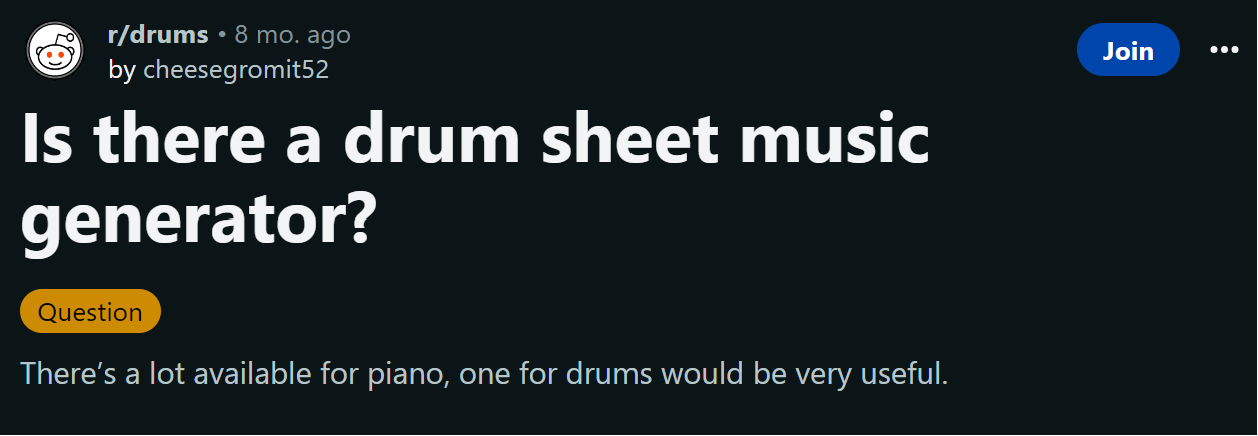 r/drums • 8 mo. ago
Join
by cheesegromit52
Is there a drum sheet music
generator?
Question
There’s a lot available for piano, one for drums would be very useful.